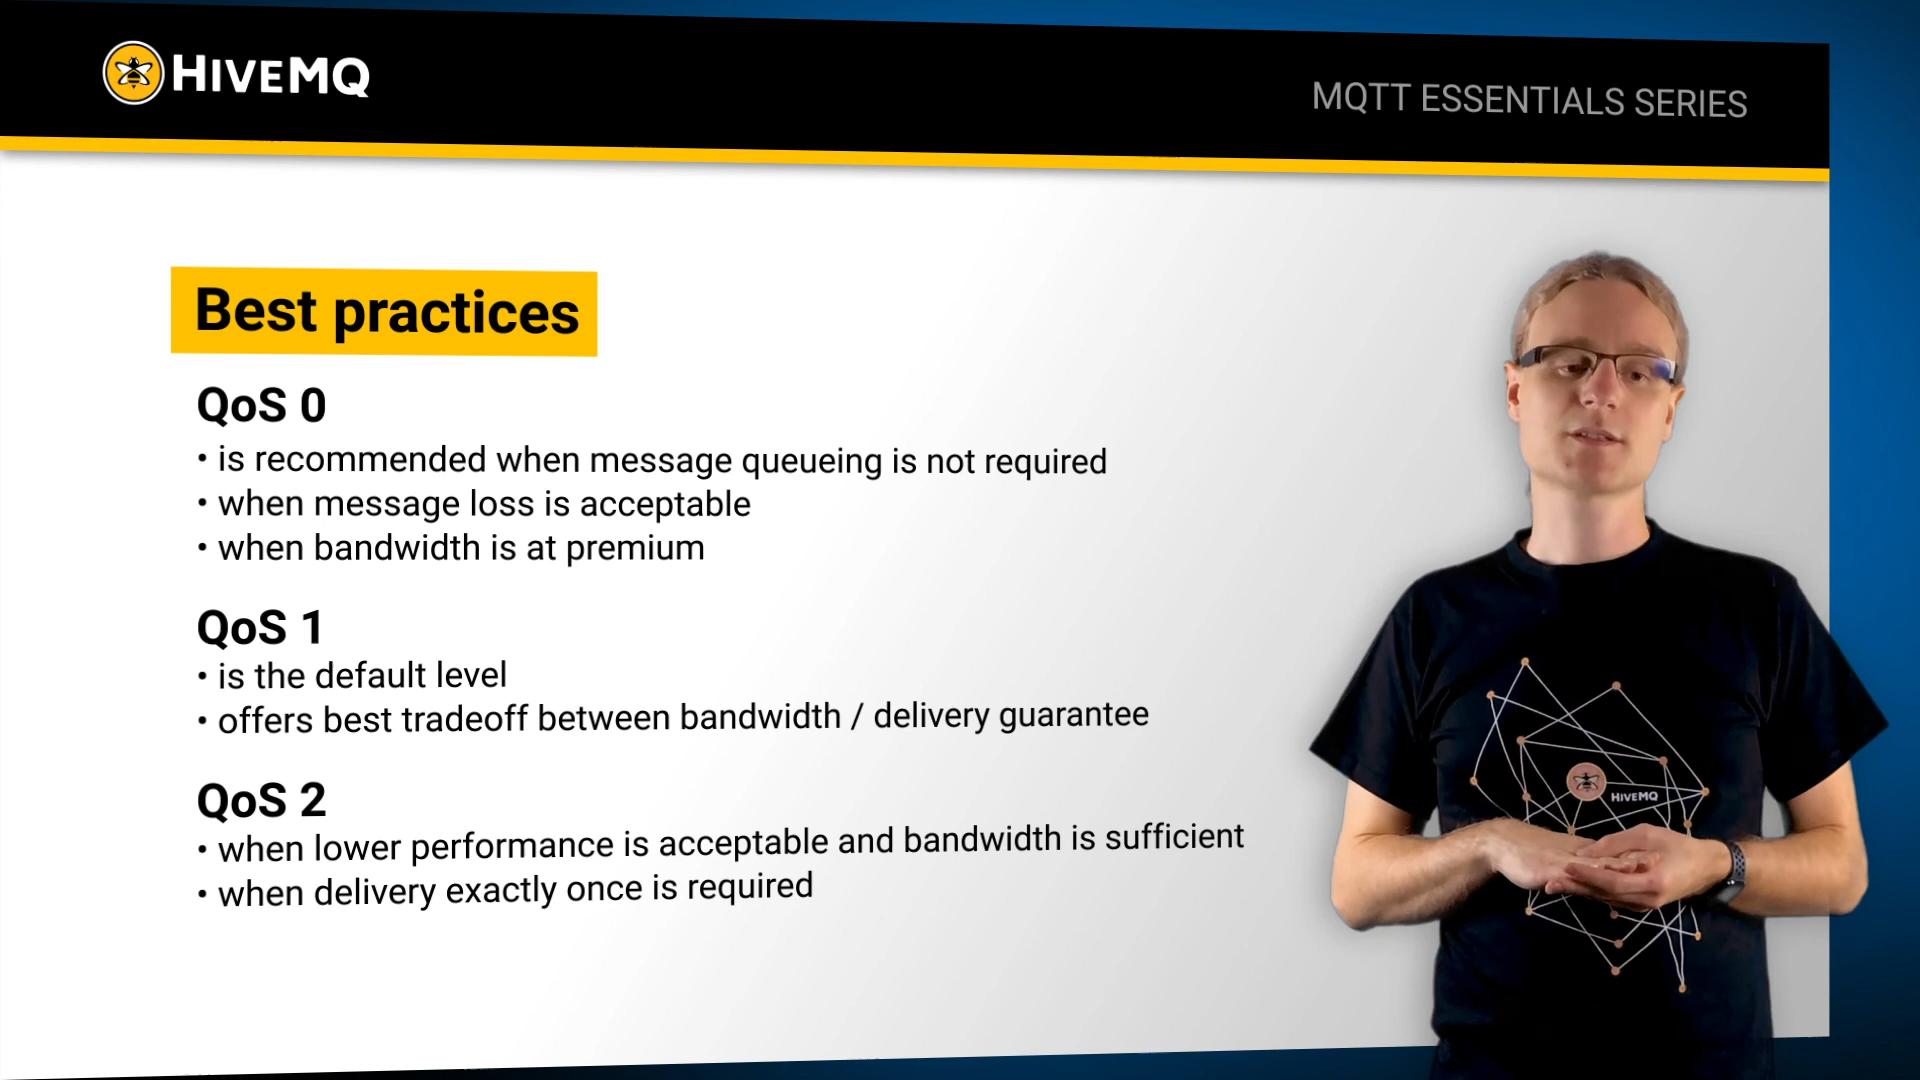 HIVEMQ
MQTT ESSENTIALS SERIES
Best practices
QoS 0
• is recommended when message queueing is not required
• when message loss is acceptable
• when bandwidth is at premium
QoS 1
• is the default level
• offers best tradeoff between bandwidth / delivery guarantee
QoS 2
• when lower performance is acceptable and bandwidth is sufficient
• when delivery exactly once is required
HIVEMQ